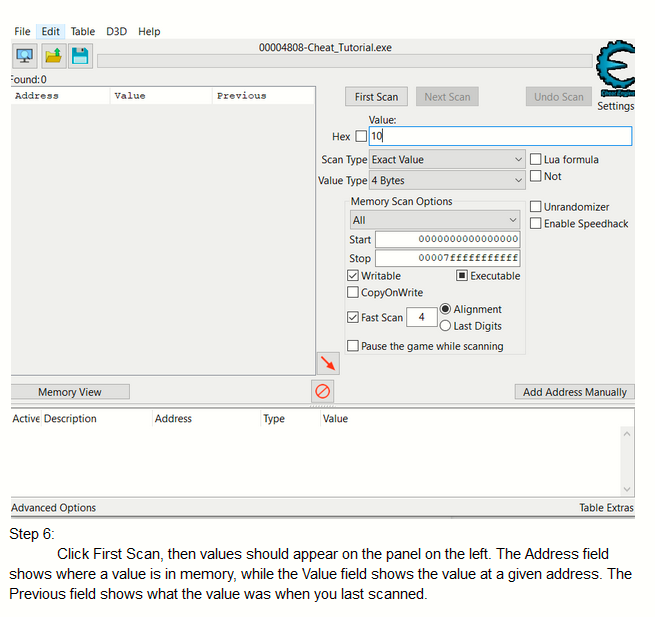 File Edit Table D3D Help
00004808-Cheat_Tutorial.exe
Found:0
Address Value Previous
First Scan Next Scan Undo Scan
Settings
Value:
Hex 10
Scan Type Exact Value
Lua formula
Value Type 4 Bytes
Not
Memory Scan Options
All
Unrandomizer
Start 0000000000000000
Enable Speedhack
Stop 00007fffffffffff
Writable Executable
CopyOnWrite
Fast Scan 4 Alignment
Last Digits
Pause the game while scanning
Memory View
Add Address Manually
Active Description Address Type Value
Advanced Options
Table Extras
Step 6:
Click First Scan, then values should appear on the panel on the left. The Address field
shows where a value is in memory, while the Value field shows the value at a given address. The
Previous field shows what the value was when you last scanned.